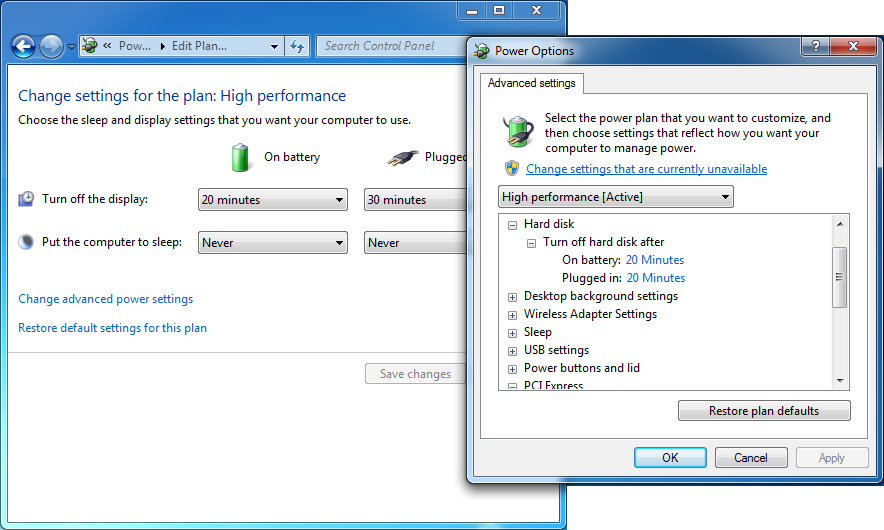 « Pow... Edit Plan... Search Control Panel
Change settings for the plan: High performance
Choose the sleep and display settings that you want your computer to use.
On battery
Plugged
Turn off the display:
20 minutes
30 minutes
Put the computer to sleep:
Never
Never
Change advanced power settings
Restore default settings for this plan
Save changes
Power Options
Advanced settings
Select the power plan that you want to customize, and
then choose settings that reflect how you want your
computer to manage power.
Change settings that are currently unavailable
High performance [Active]
Hard disk
Turn off hard disk after
On battery: 20 Minutes
Plugged in: 20 Minutes
Desktop background settings
Wireless Adapter Settings
Sleep
USB settings
Power buttons and lid
PCI Express
Restore plan defaults
OK
Cancel
Apply